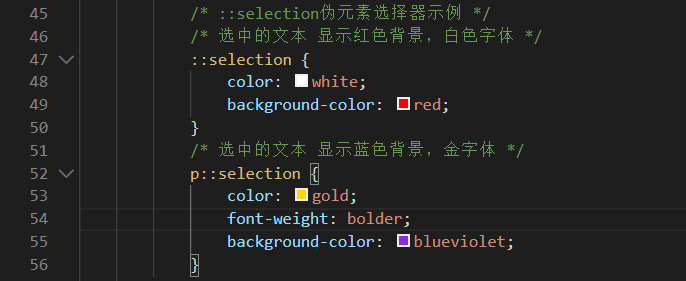 45 /* ::selection伪元素选择器示例 */
46 /* 选中的文本 显示红色背景，白色字体 */
47 ::selection {
48 color: white;
49 background-color: red;
50 }
51 /* 选中的文本 显示蓝色背景，金字体 */
52 p::selection {
53 color: gold;
54 font-weight: bolder;
55 background-color: blueviolet;
56 }